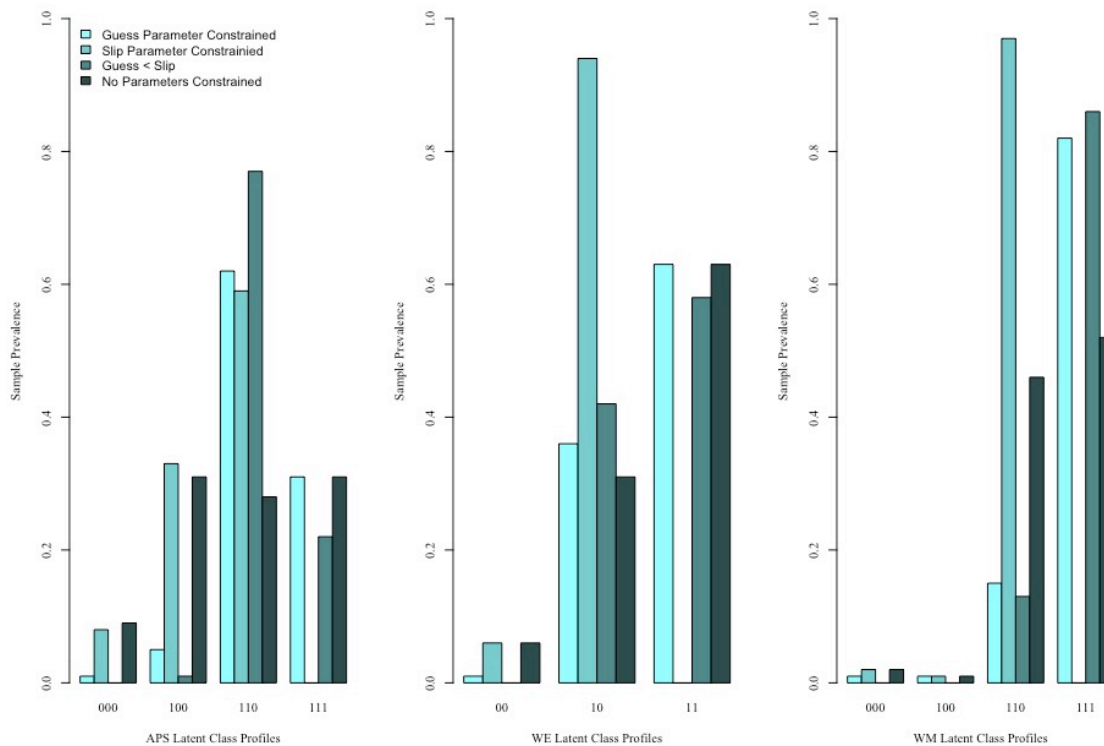 Guess Parameter Constrained
Slip Parameter Constrainied
Guess < Slip
No Parameters Constrained
Sample Prevalence
1.0
0.8
0.6
0.4
0.2
0.0
000 100 110 111
APS Latent Class Profiles
Sample Prevalence
1.0
0.8
0.6
0.4
0.2
0.0
00 10 11
WE Latent Class Profiles
Sample Prevalence
1.0
0.8
0.6
0.4
0.2
0.0
000 100 110 111
WM Latent Class Profiles